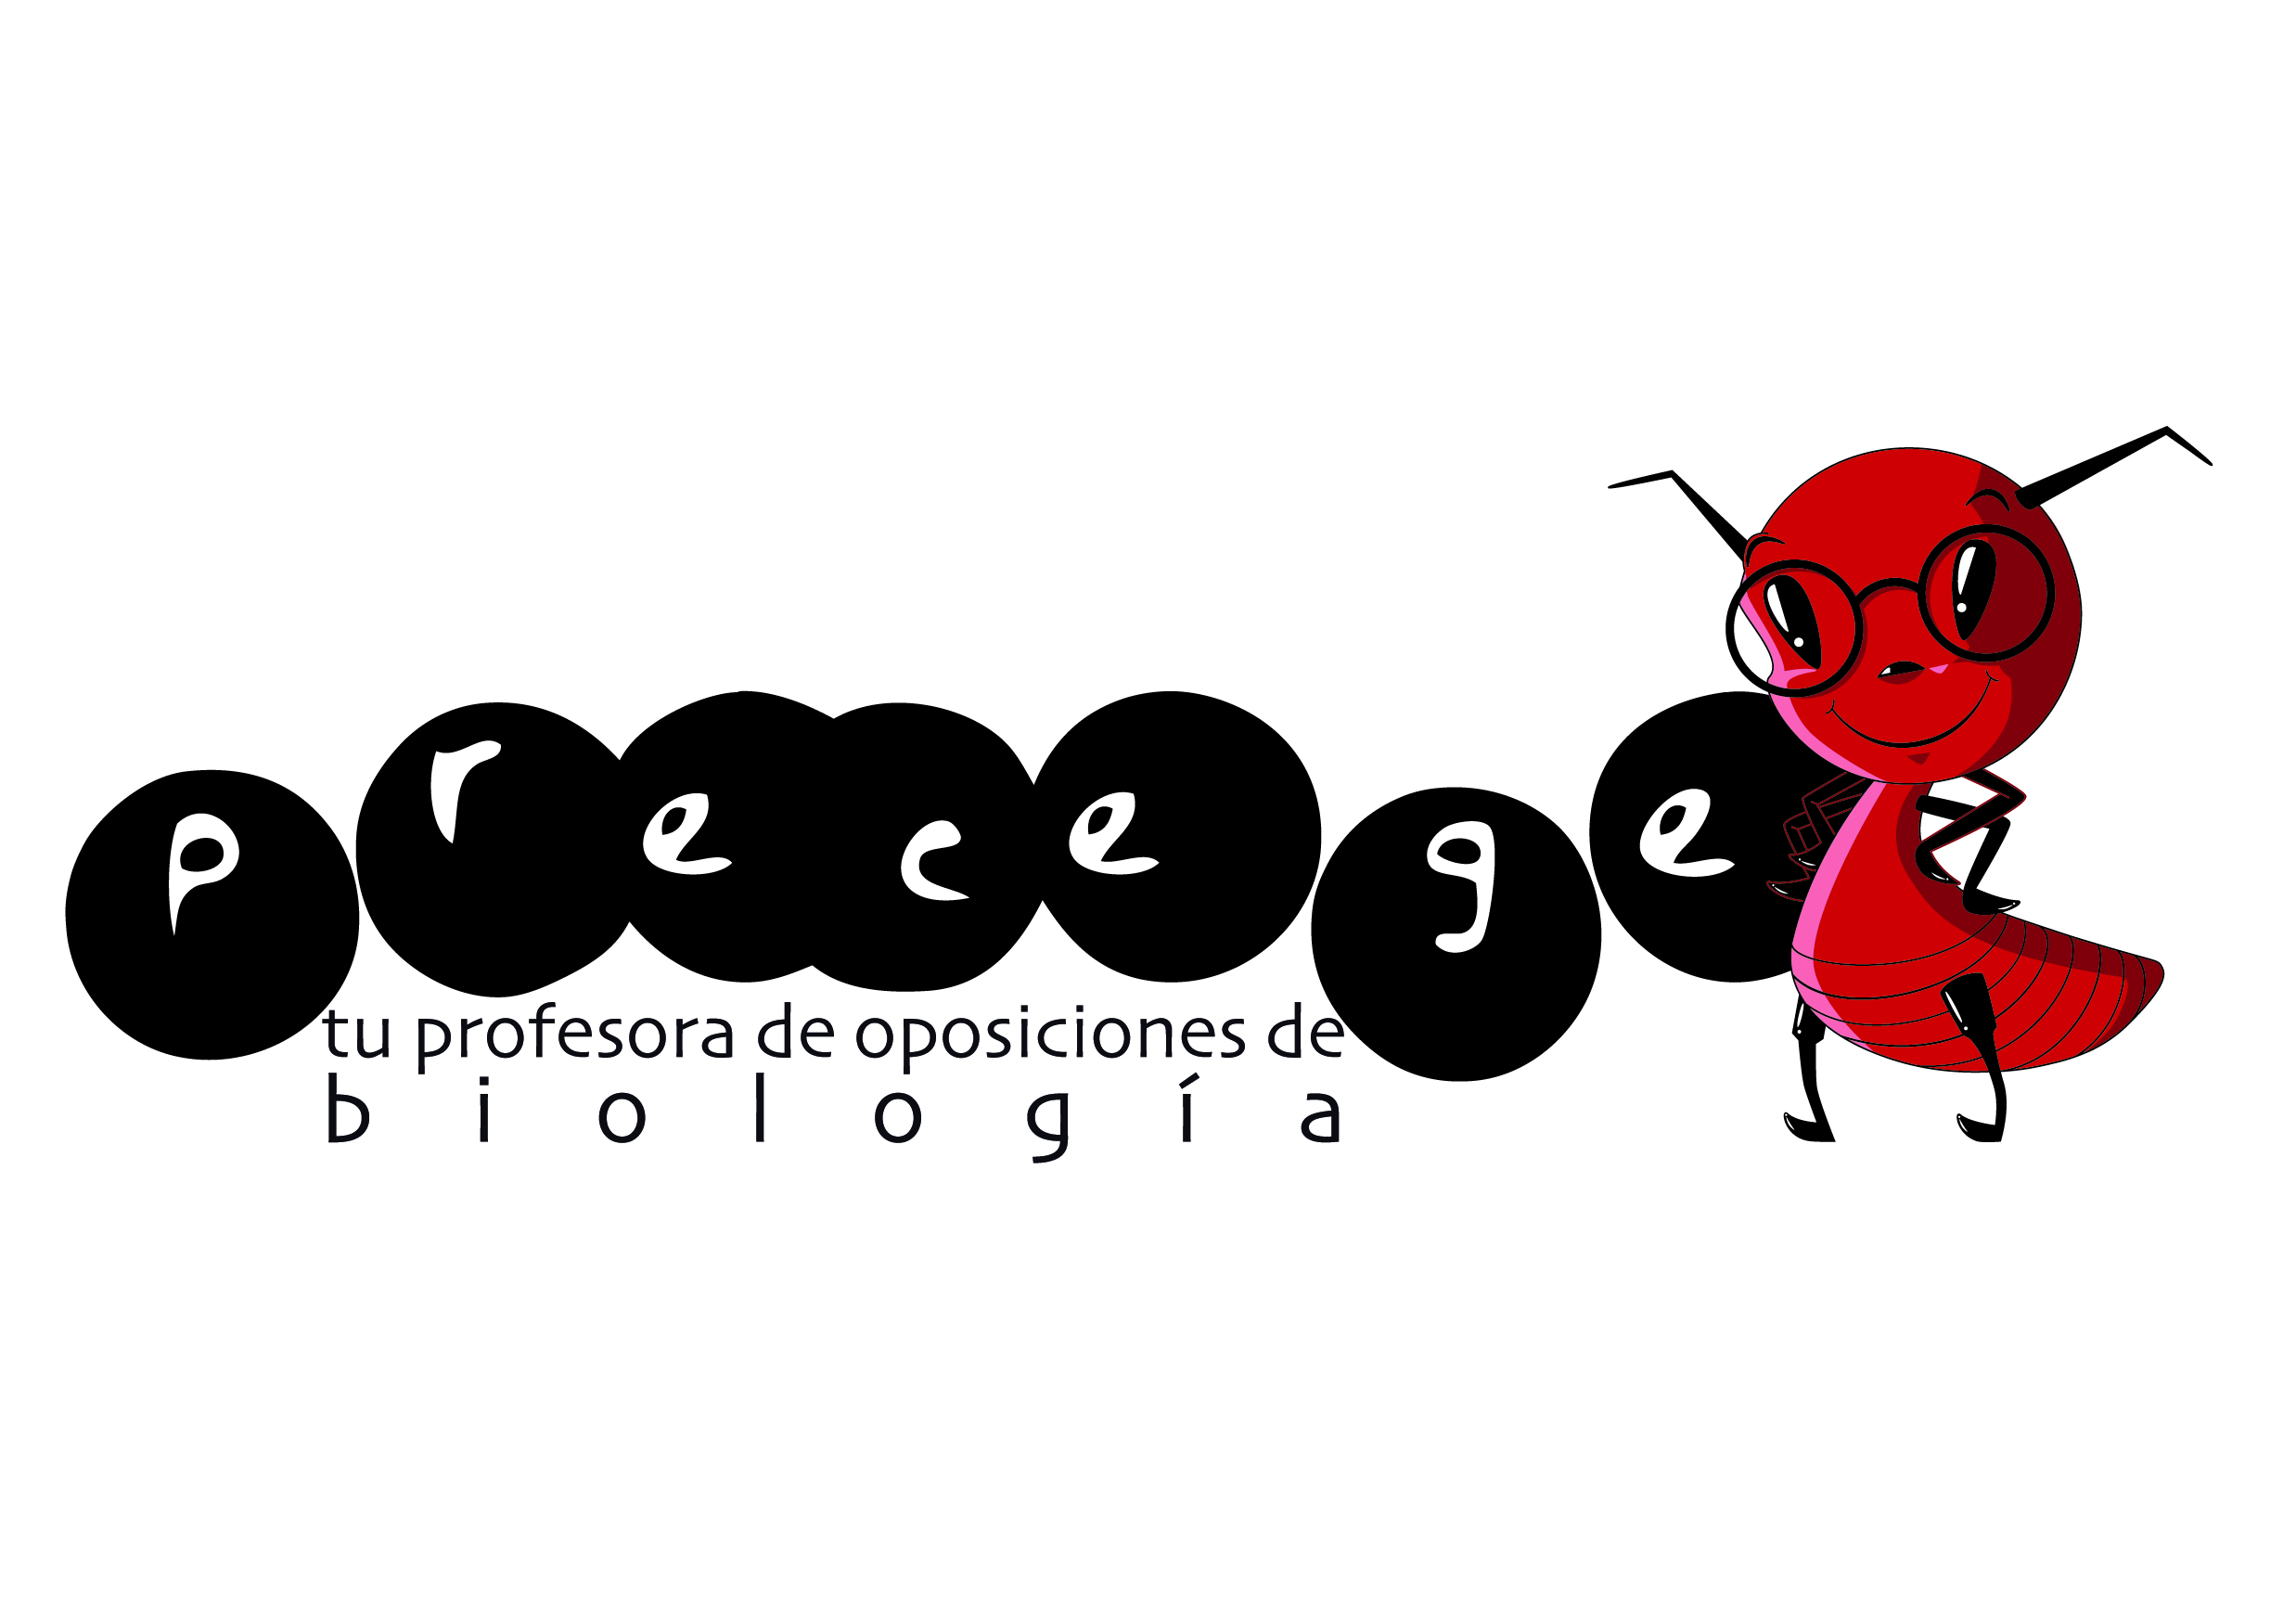 precege
tu profesora de oposiciones de
biología